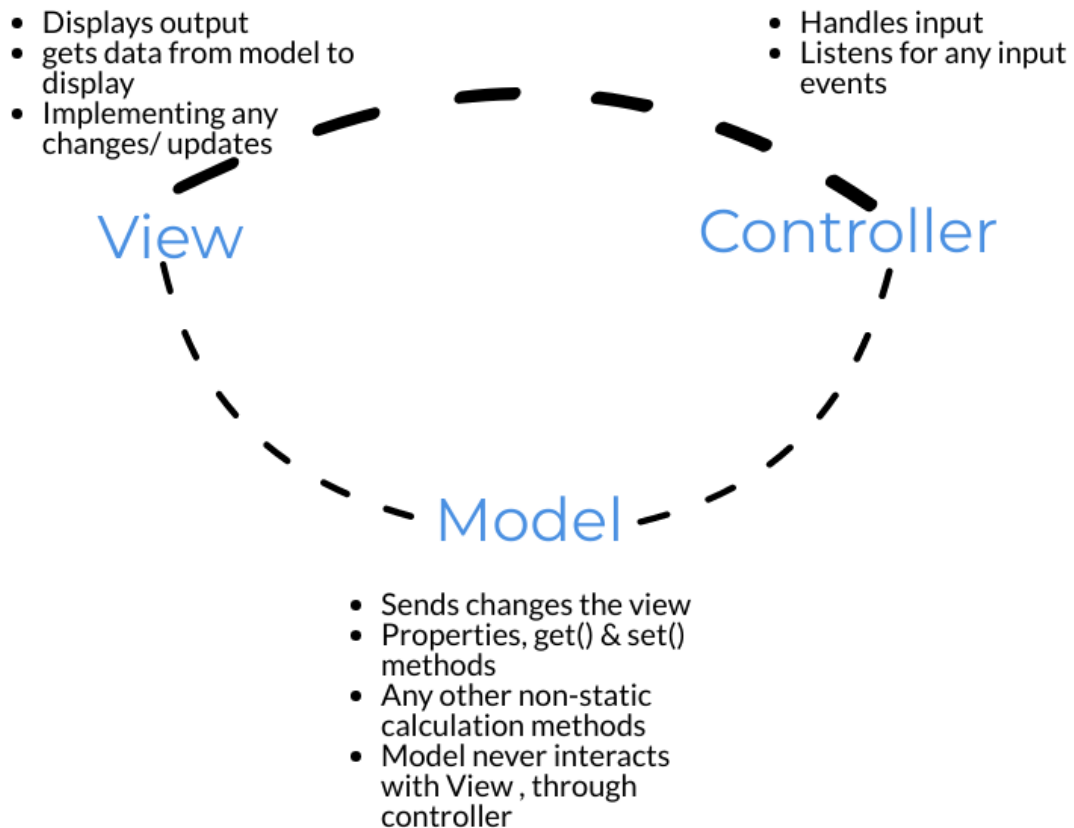 • Displays output
• gets data from model to
display
• Implementing any
changes/ updates
• Handles input
• Listens for any input
events
View
Controller
Model
• Sends changes the view
• Properties, get() & set()
methods
• Any other non-static
calculation methods
• Model never interacts
with View , through
controller